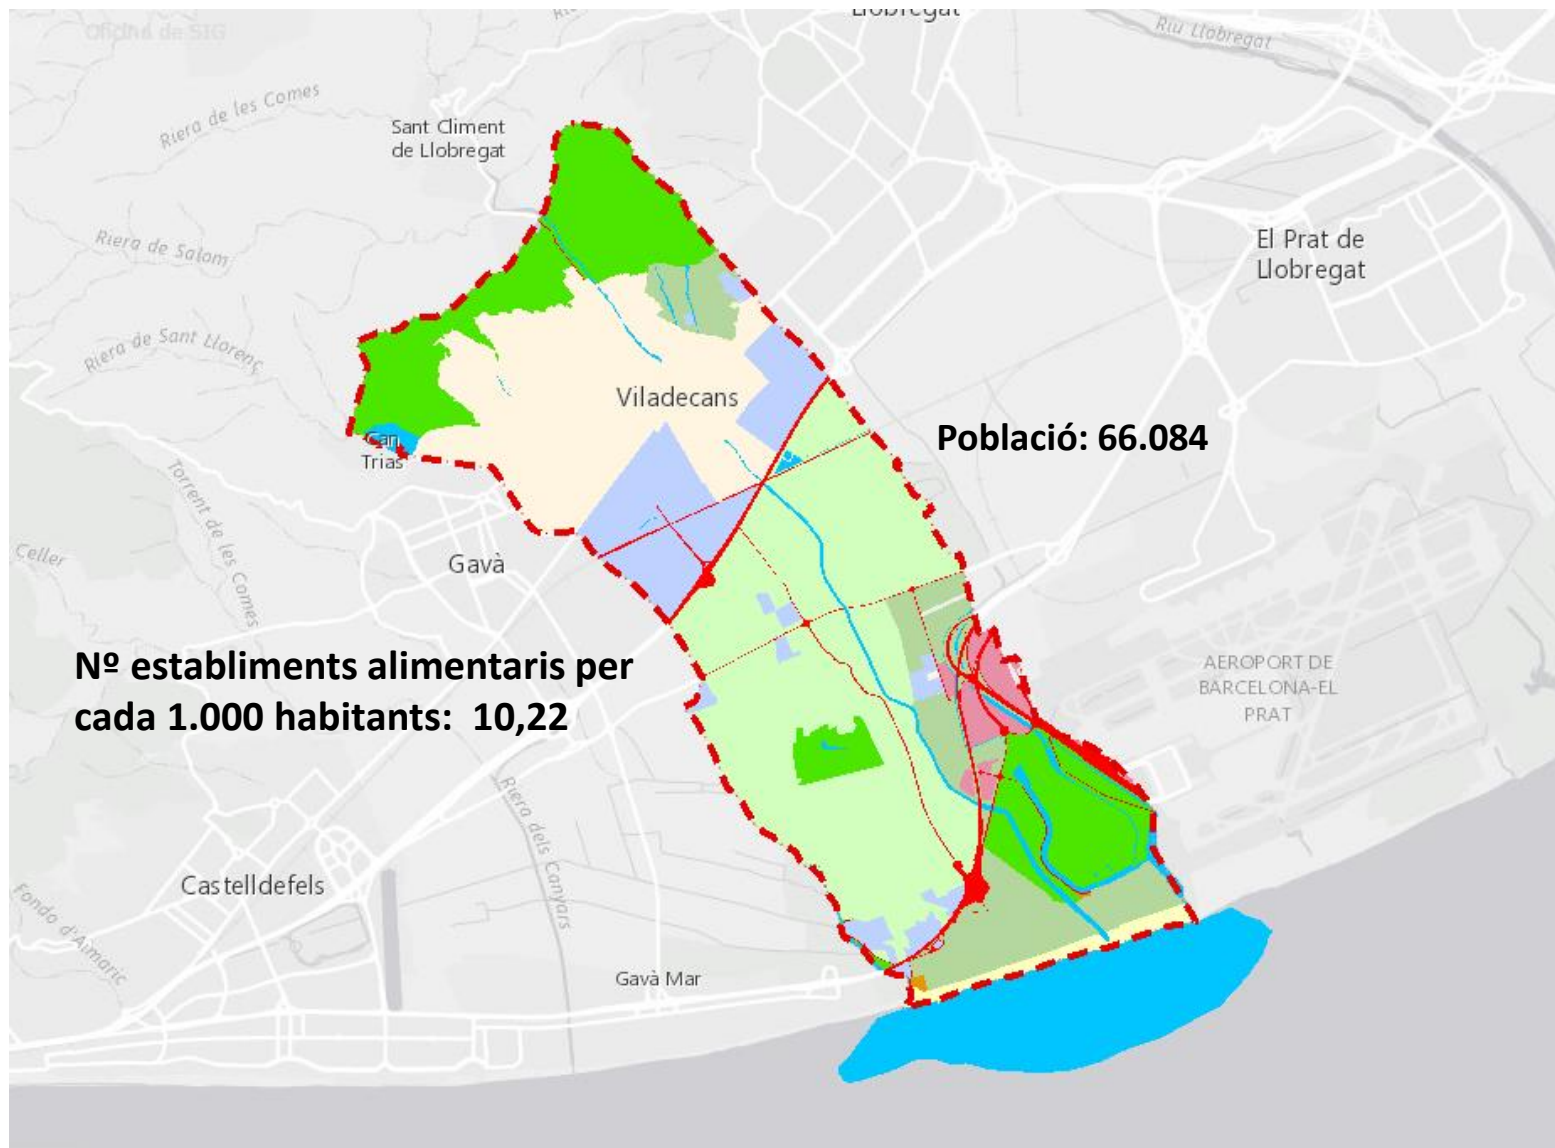 Oficina de SIG
Llobregat
Riu Llobregat
Riera de les Comes
Sant Climent
de Llobregat
Riera de Salom
El Prat de
Llobregat
Riera de Sant Llorenç
Viladecans
Població: 66.084
Can
Trias
Torrent de les Comes
Celler
Gavà
Nº establiments alimentaris per
cada 1.000 habitants: 10,22
AEROPORT DE
BARCELONA-EL
PRAT
Riera dels Canyars
Castelldefels
Fondo d'Aimaric
Gavà Mar